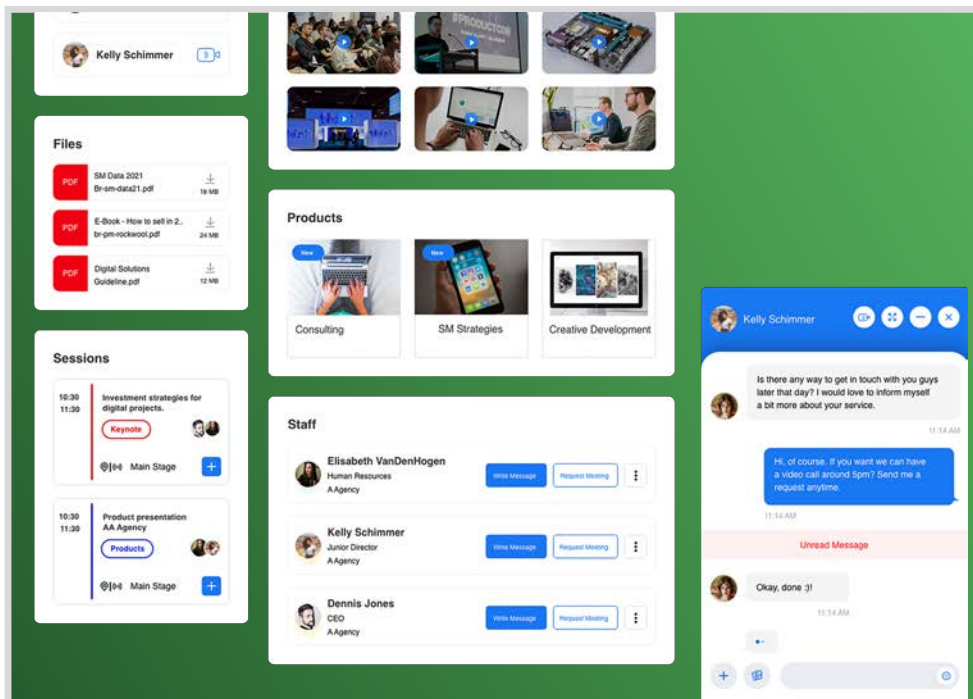 Kelly Schimmer
#PRODUCTCON
Files
PDF
SM Data 2021
Br-sm-data21.pdf
18 MB
PDF
E-Book - How to sell in 2..
br-pm-rockwool.pdf
24 MB
PDF
Digital Solutions
Guideline.pdf
12 MB
Sessions
10:30
11:30
Investment strategies for
digital projects.
Keynote
Main Stage
10:30
11:30
Product presentation
AA Agency
Products
Main Stage
Products
New
Consulting
New
SM Strategies
Creative Development
Staff
Elisabeth VanDenHogen
Human Resources
A Agency
Write Message
Request Meeting
Kelly Schimmer
Junior Director
A Agency
Write Message
Request Meeting
Dennis Jones
CEO
A Agency
Write Message
Request Meeting
Kelly Schimmer
Is there any way to get in touch with you guys
later that day? I would love to inform myself
a bit more about your service.
11:14 AM
Hi, of course. If you want we can have
a video call around 5pm? Send me a
request anytime.
11:14 AM
Unread Message
Okay, done :)!
11:14 AM